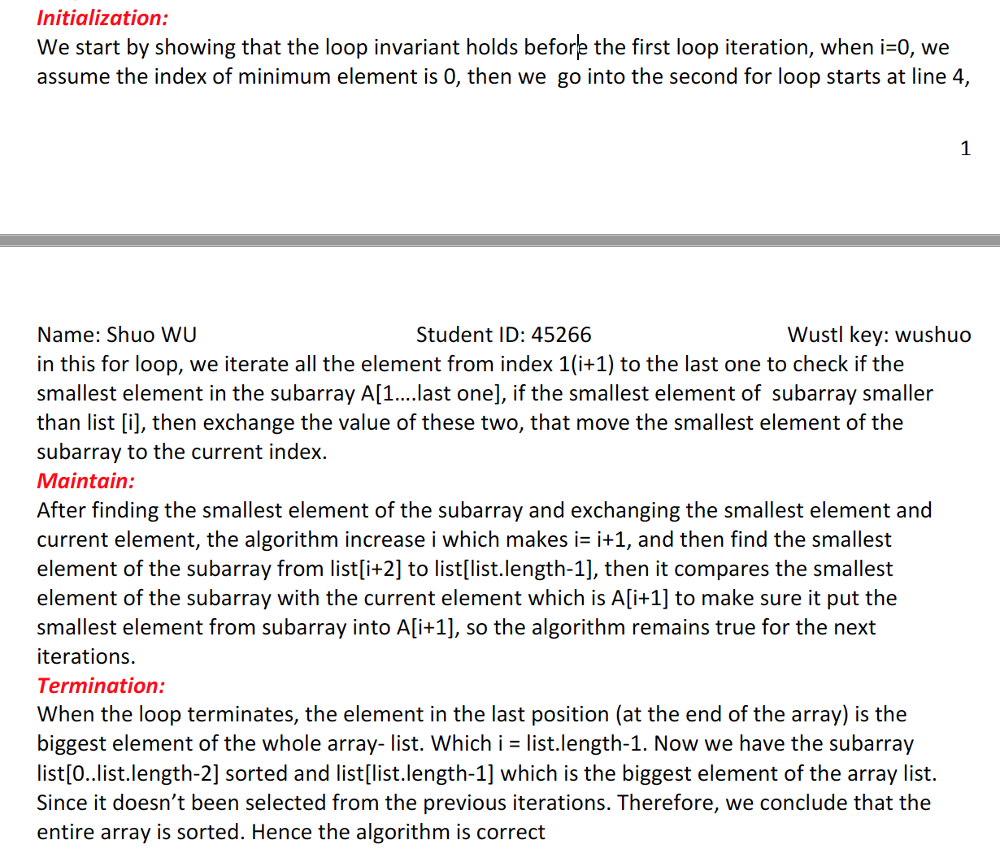 Initialization:
We start by showing that the loop invariant holds before the first loop iteration, when i=0, we
assume the index of minimum element is 0, then we  go into the second for loop starts at line 4,
1
Name: Shuo WU Student ID: 45266 Wustl key: wushuo
in this for loop, we iterate all the element from index 1(i+1) to the last one to check if the
smallest element in the subarray A[1....last one], if the smallest element of  subarray smaller
than list [i], then exchange the value of these two, that move the smallest element of the
subarray to the current index.
Maintain:
After finding the smallest element of the subarray and exchanging the smallest element and
current element, the algorithm increase i which makes i= i+1, and then find the smallest
element of the subarray from list[i+2] to list[list.length-1], then it compares the smallest
element of the subarray with the current element which is A[i+1] to make sure it put the
smallest element from subarray into A[i+1], so the algorithm remains true for the next
iterations.
Termination:
When the loop terminates, the element in the last position (at the end of the array) is the
biggest element of the whole array- list. Which i = list.length-1. Now we have the subarray
list[0..list.length-2] sorted and list[list.length-1] which is the biggest element of the array list.
Since it doesn’t been selected from the previous iterations. Therefore, we conclude that the
entire array is sorted. Hence the algorithm is correct